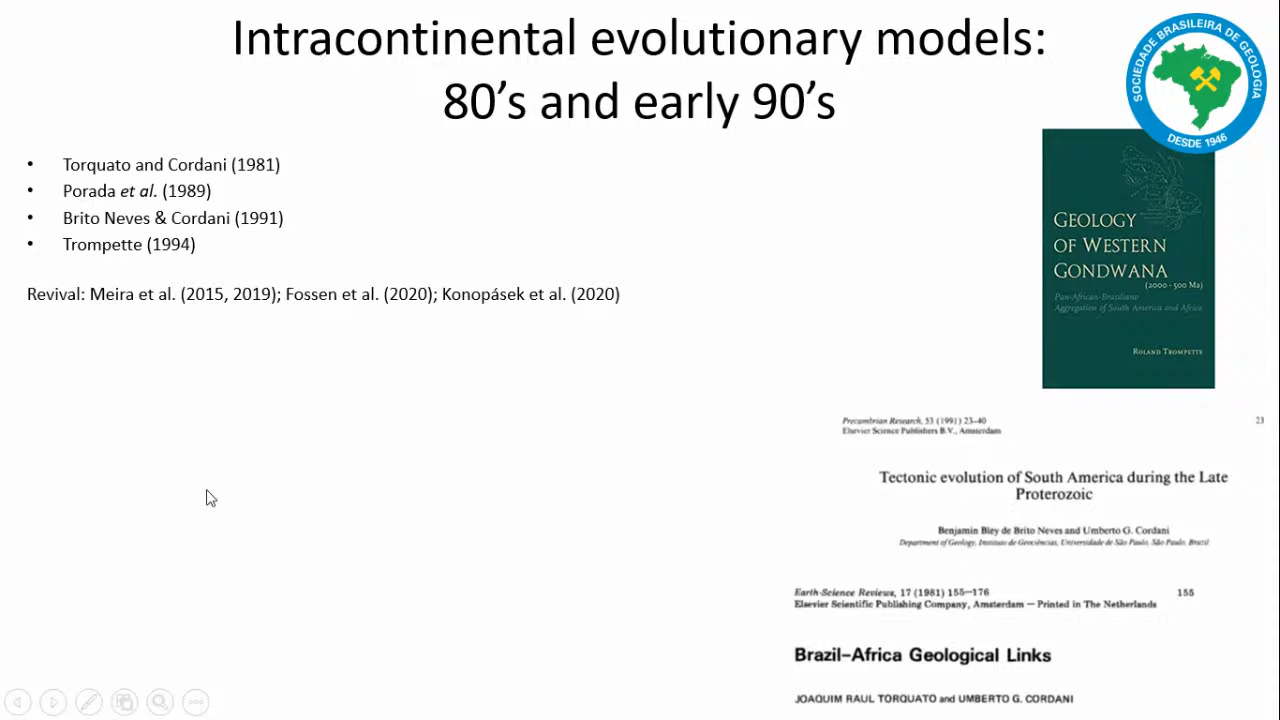 Intracontinental evolutionary models:
80's and early 90's
SOCIEDADE BRASILEIRA DE GEOLOGIA
DESDE 1946
• Torquato and Cordani (1981)
• Porada et al. (1989)
• Brito Neves & Cordani (1991)
• Trompette (1994)
Revival: Meira et al. (2015, 2019); Fossen et al. (2020); Konopásek et al. (2020)
GEOLOGY
OF WESTERN
GONDWANA
(2000 - 500 Ma)
Pan-African-Brasiliano
Aggregation of South America and Africa
ROLAND TROMPETTE
Precambrian Research, 53 (1991) 23–40
23
Elsevier Science Publishers B.V., Amsterdam
Tectonic evolution of South America during the Late
Proterozoic
Benjamin Bley de Brito Neves and Umberto G. Cordani
Department of Geology, Instituto de Geociências, Universidade de São Paulo, São Paulo, Brazil
Earth-Science Reviews, 17 (1981) 155—176
155
Elsevier Scientific Publishing Company, Amsterdam — Printed in The Netherlands
Brazil–Africa Geological Links
JOAQUIM RAUL TORQUATO and UMBERTO G. CORDANI